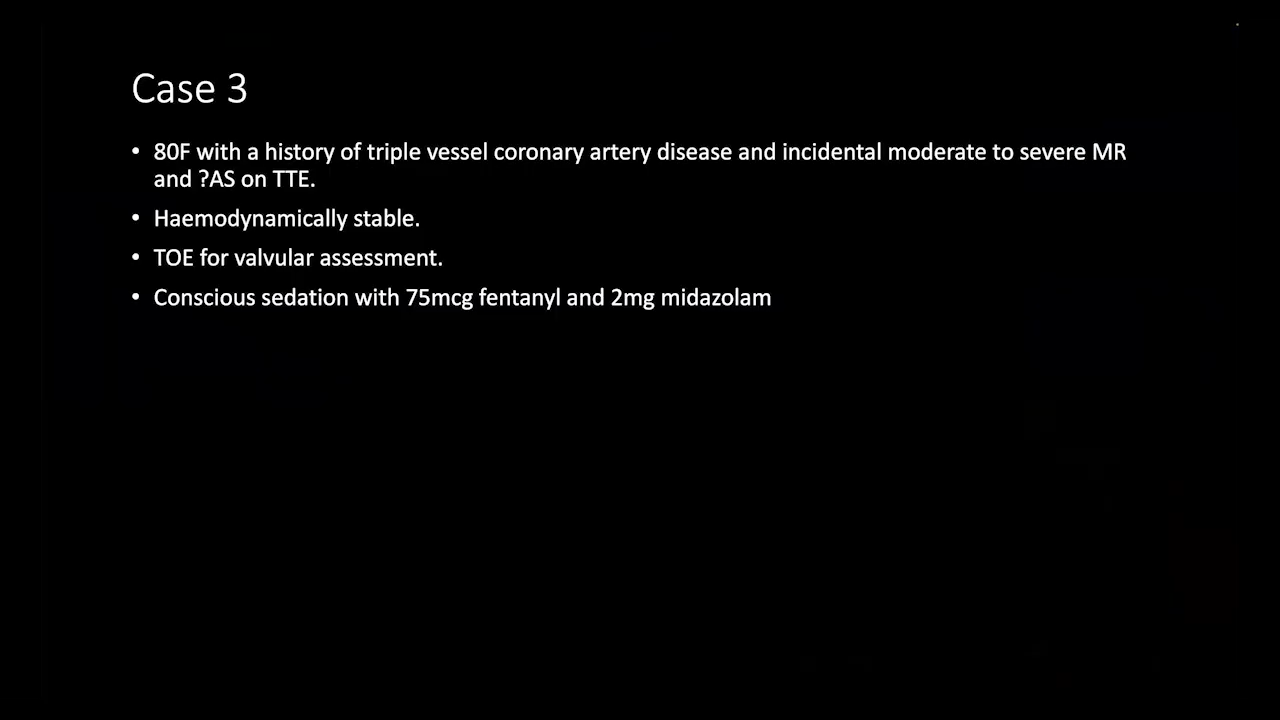 Case 3
• 80F with a history of triple vessel coronary artery disease and incidental moderate to severe MR
and ?AS on TTE.
• Haemodynamically stable.
• TOE for valvular assessment.
• Conscious sedation with 75mcg fentanyl and 2mg midazolam